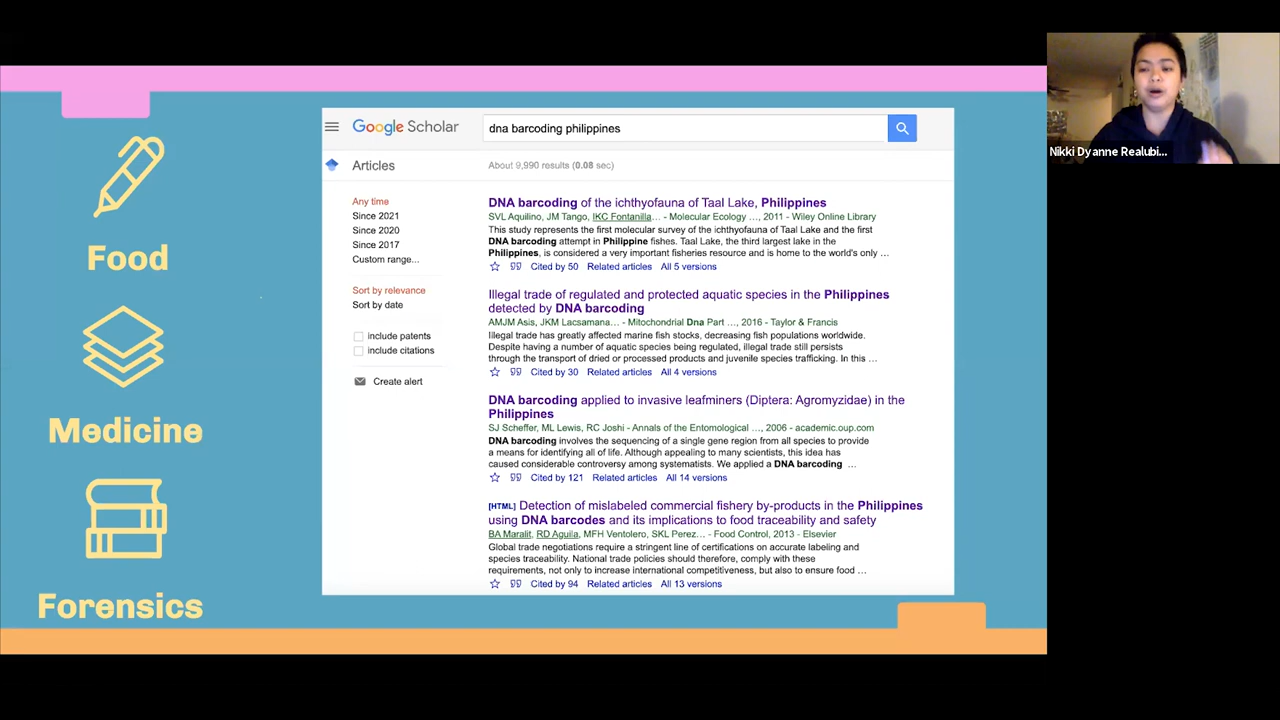 Food
Medicine
Forensics
Google Scholar
dna barcoding philippines
Articles
About 9,990 results (0.08 sec)
Any time
Since 2021
Since 2020
Since 2017
Custom range...
Sort by relevance
Sort by date
include patents
include citations
Create alert
DNA barcoding of the ichthyofauna of Taal Lake, Philippines
SVL Aquilino, JM Tango, IKC Fontanilla… - Molecular Ecology …, 2011 - Wiley Online Library
This study represents the first molecular survey of the ichthyofauna of Taal Lake and the first
DNA barcoding attempt in Philippine fishes. Taal Lake, the third largest lake in the
Philippines, is considered a very important fisheries resource and is home to the world's only …
Cited by 50 Related articles All 5 versions
Illegal trade of regulated and protected aquatic species in the Philippines
detected by DNA barcoding
AMJM Asis, JKM Lacsamana… - Mitochondrial Dna Part …, 2016 - Taylor & Francis
Illegal trade has greatly affected marine fish stocks, decreasing fish populations worldwide.
Despite having a number of aquatic species being regulated, illegal trade still persists
through the transport of dried or processed products and juvenile species trafficking. In this …
Cited by 30 Related articles All 4 versions
DNA barcoding applied to invasive leafminers (Diptera: Agromyzidae) in the
Philippines
SJ Scheffer, ML Lewis, RC Joshi - Annals of the Entomological …, 2006 - academic.oup.com
DNA barcoding involves the sequencing of a single gene region from all species to provide
a means for identifying all of life. Although appealing to many scientists, this idea has
caused considerable controversy among systematists. We applied a DNA barcoding …
Cited by 121 Related articles All 14 versions
[HTML] Detection of mislabeled commercial fishery by-products in the Philippines
using DNA barcodes and its implications to food traceability and safety
BA Maralit, RD Aguila, MFH Ventolero, SKL Perez… - Food Control, 2013 - Elsevier
Global trade negotiations require a stringent line of certifications on accurate labeling and
species traceability. National trade policies should therefore, comply with these
requirements, not only to increase international competitiveness, but also to ensure food …
Cited by 94 Related articles All 13 versions
Nikki Dyanne Realubi...